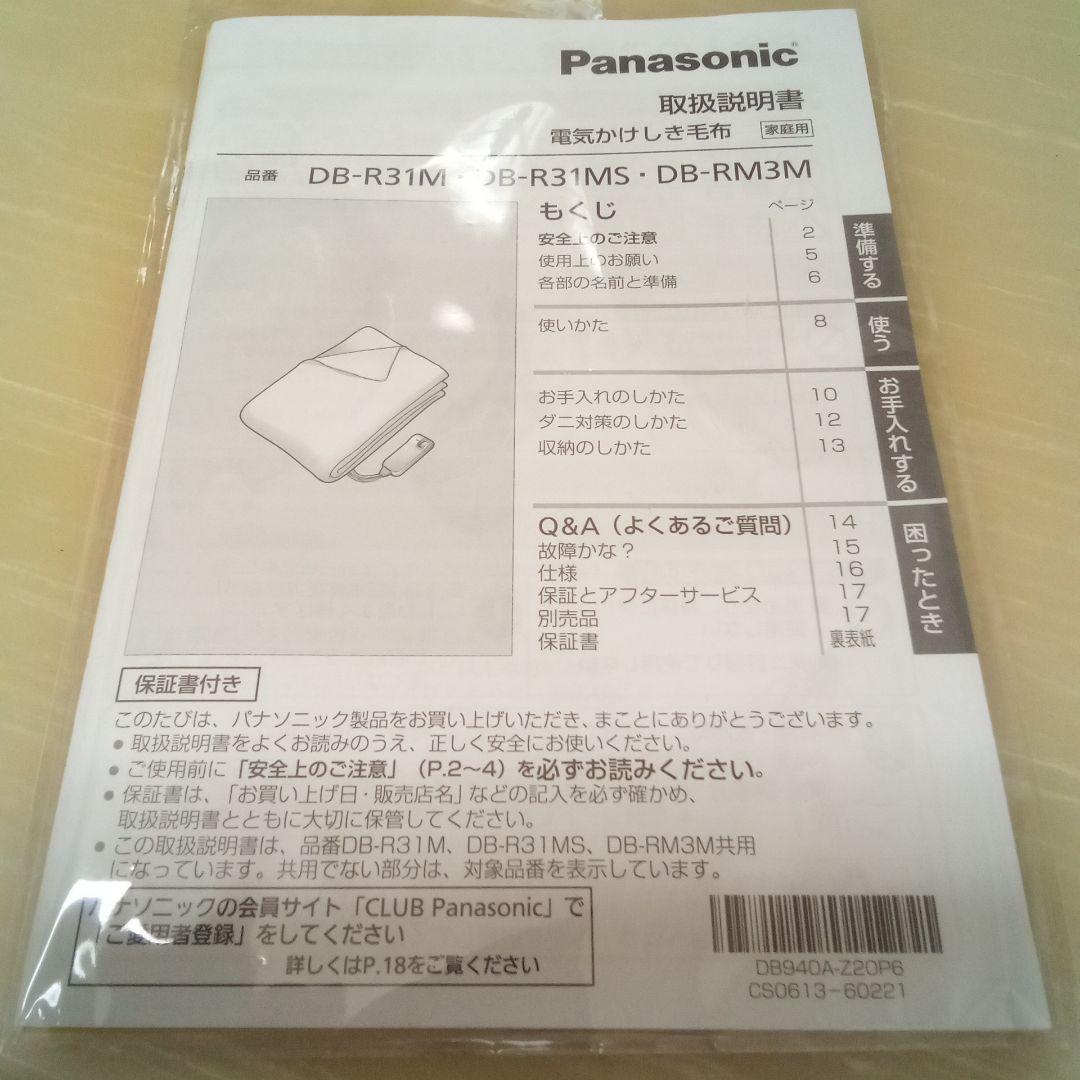 Panasonic®
取扱説明書
電気かけしき毛布 家庭用
品番 DB-R31M・DB-R31MS・DB-RM3M
もくじ ページ
安全上のご注意 2
使用上のお願い 5
各部の名前と準備 6
準備する
使いかた 8
使う
お手入れのしかた 10
ダニ対策のしかた 12
収納のしかた 13
お手入れする
Q&A(よくあるご質問) 14
故障かな? 15
仕様 16
保証とアフターサービス 17
別売品 17
保証書 裏表紙
困ったとき
保証書付き
このたびは、パナソニック製品をお買い上げいただき、まことにありがとうございます。
● 取扱説明書をよくお読みのうえ、正しく安全にお使いください。
● ご使用前に「安全上のご注意」(P.2~4)を必ずお読みください。
● 保証書は、「お買い上げ日・販売店名」などの記入を必ず確かめ、
取扱説明書とともに大切に保管してください。
● この取扱説明書は、品番DB-R31M、DB-R31MS、DB-RM3M共用
になっています。共用でない部分は、対象品番を表示しています。
パナソニックの会員サイト「CLUB Panasonic」で
「ご愛用者登録」をしてください
詳しくはP.18をご覧ください
DB940A-Z20P6
CS0613-60221